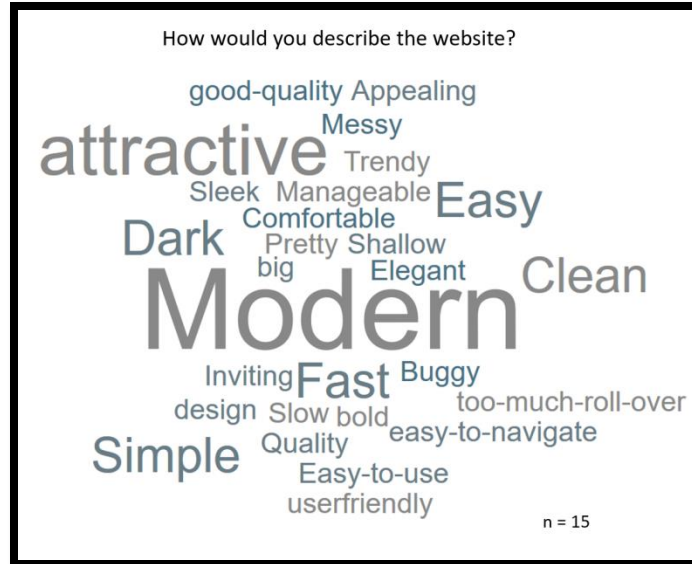 How would you describe the website?
good-quality Appealing
Messy
attractive Trendy
Sleek Manageable Easy
Comfortable
Dark Pretty Shallow
big Elegant Clean
Modern
Inviting Fast Buggy
design Slow bold too-much-roll-over
Simple Quality easy-to-navigate
Easy-to-use
userfriendly
n = 15